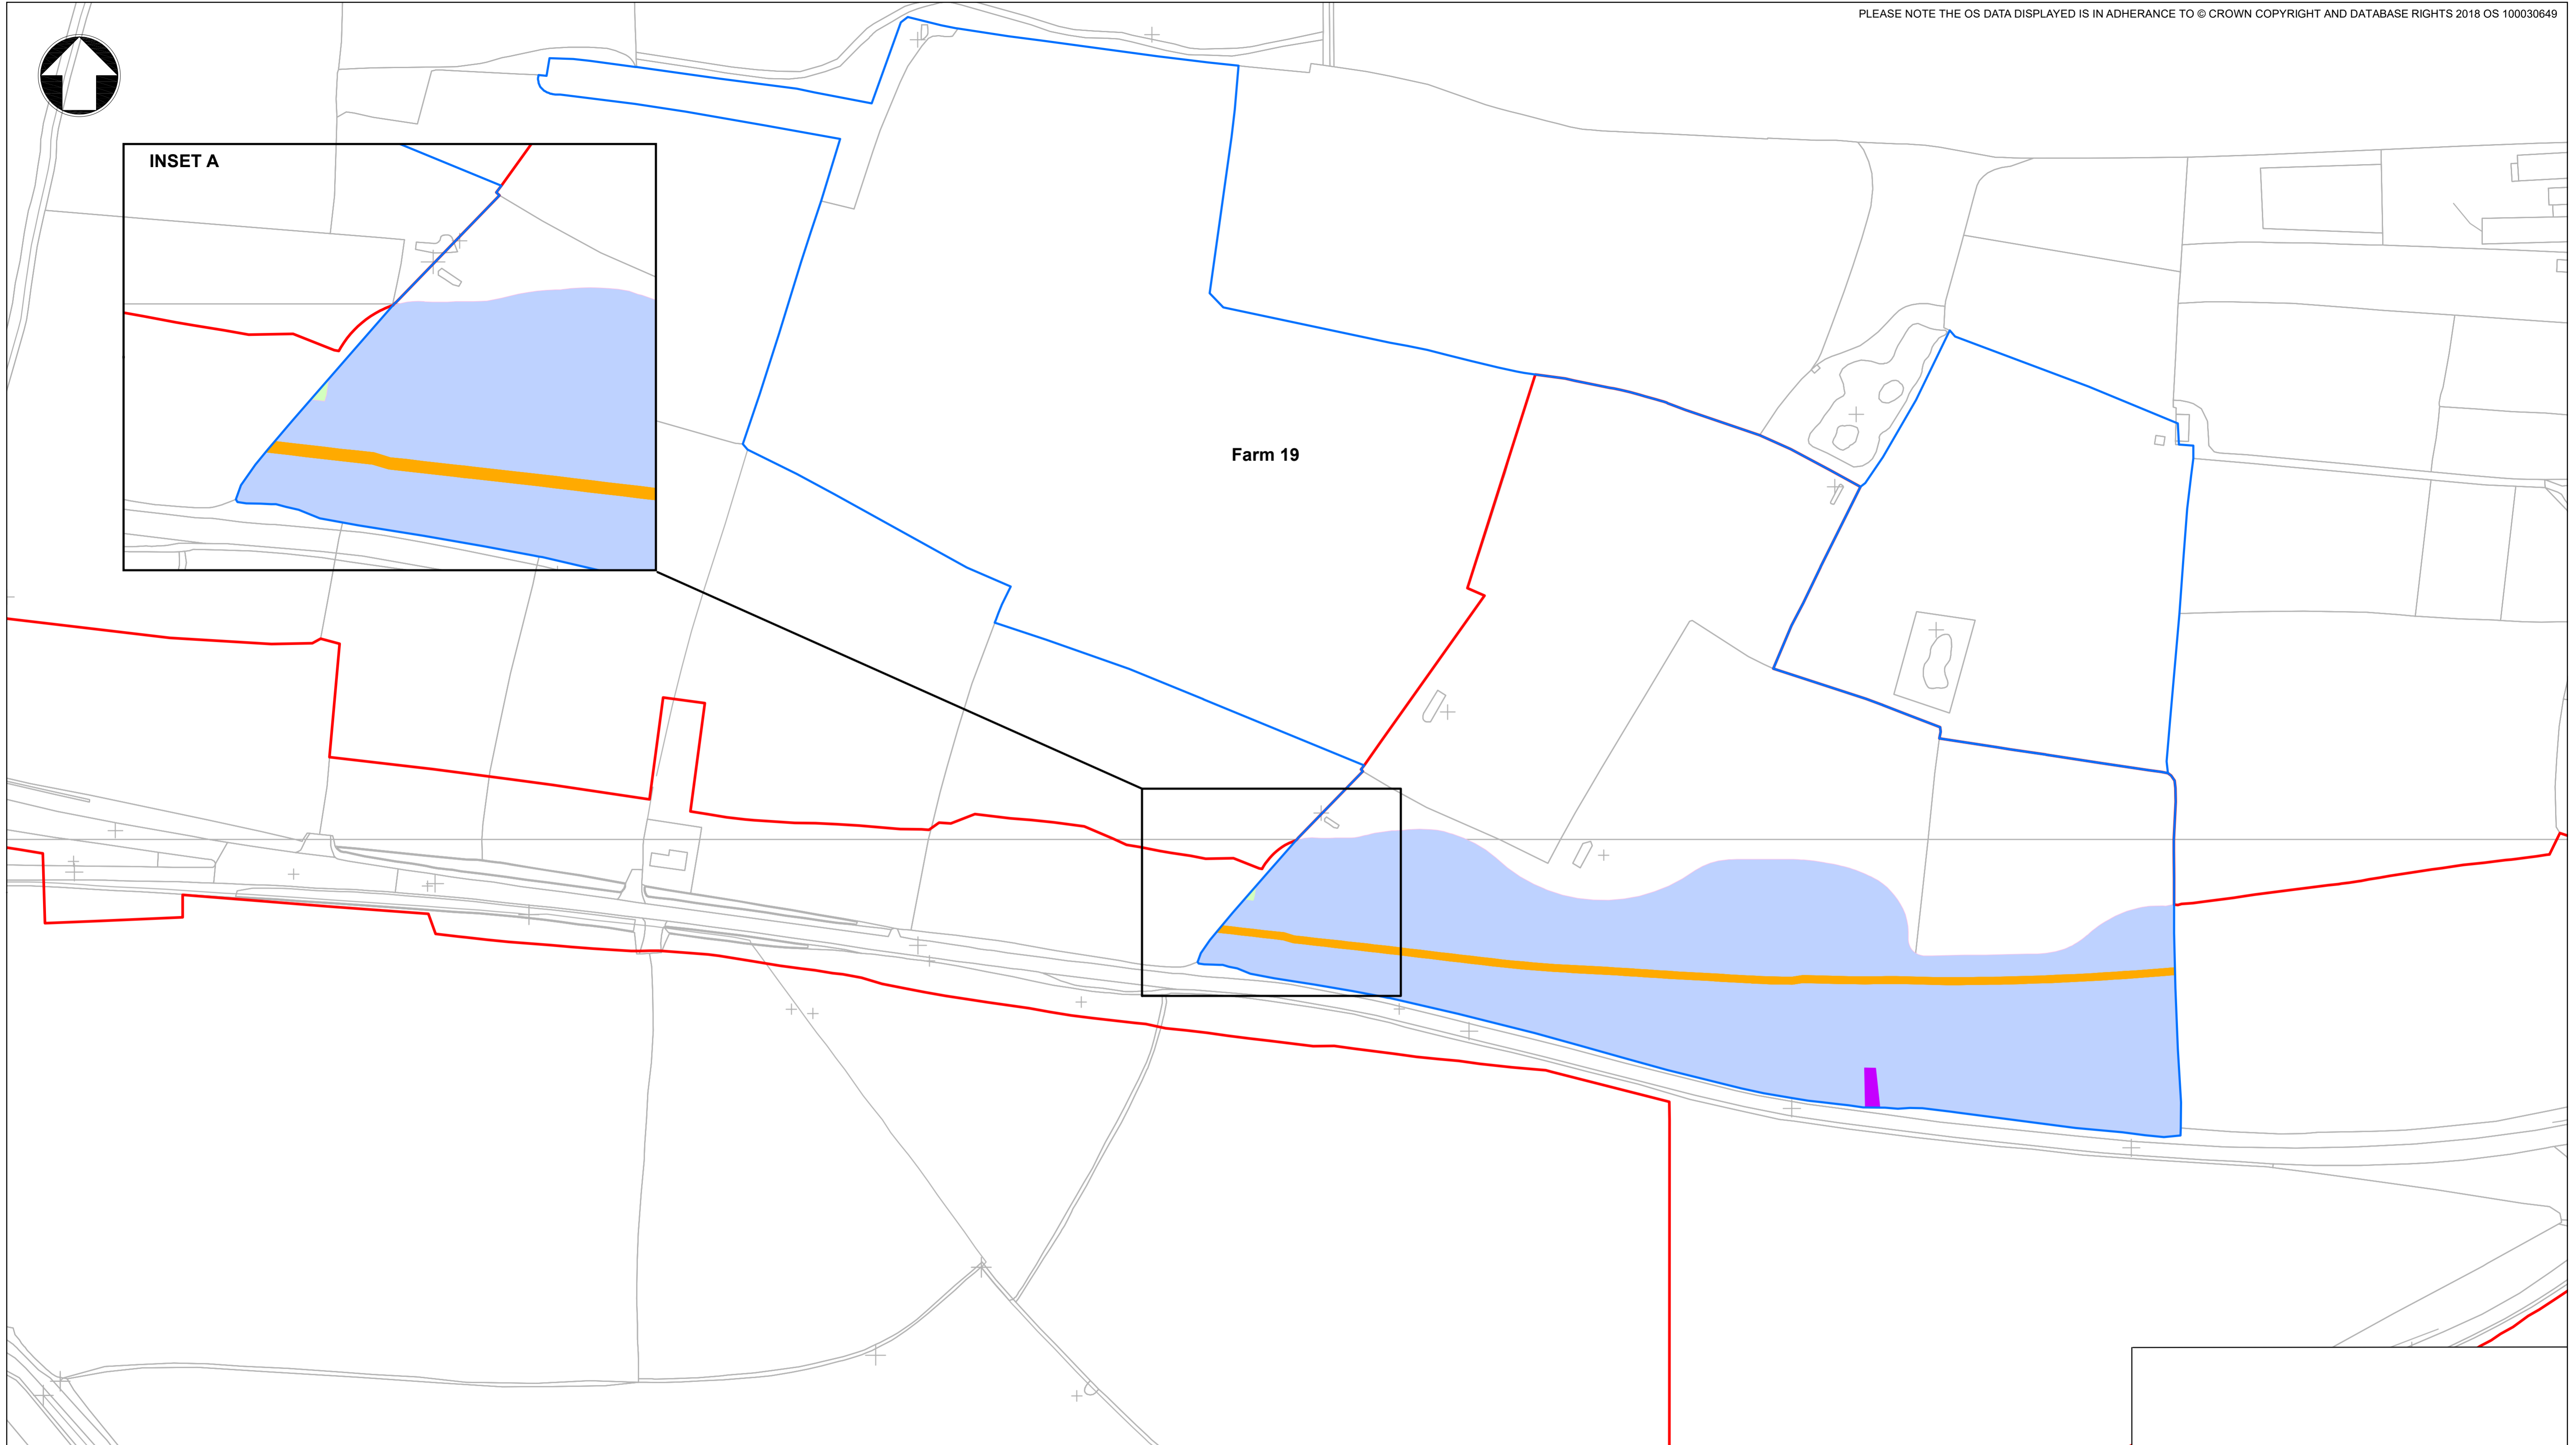 PLEASE NOTE THE OS DATA DISPLAYED IS IN ADHERANCE TO © CROWN COPYRIGHT AND DATABASE RIGHTS 2018 OS 100030649
INSET A
Farm 19